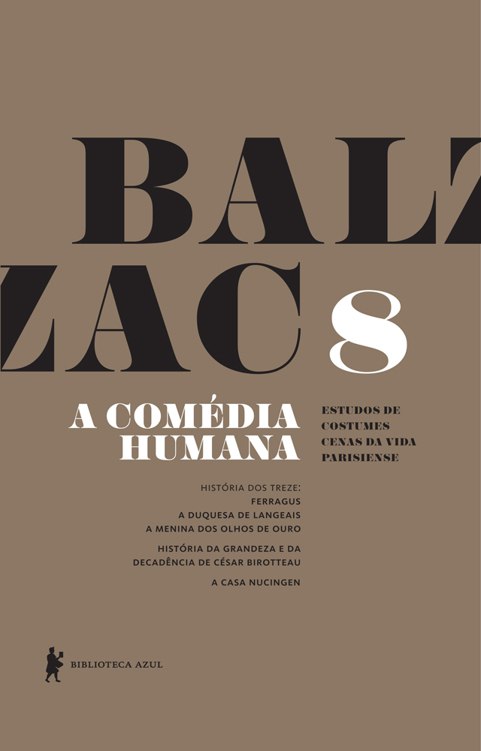 BALZ
ZAC 8
A COMÉDIA
HUMANA
ESTUDOS DE
COSTUMES
CENAS DA VIDA
PARISIENSE
HISTÓRIA DOS TREZE:
FERRAGUS
A DUQUESA DE LANGEAIS
A MENINA DOS OLHOS DE OURO
HISTÓRIA DA GRANDEZA E DA
DECADÊNCIA DE CÉSAR BIROTTEAU
A CASA NUCINGEN
BIBLIOTECA AZUL